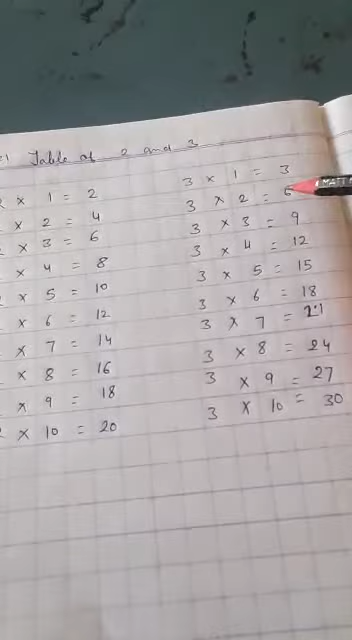 Table of 2 and 3
2 × 1 = 2
× 2 = 4
× 3 = 6
× 4 = 8
× 5 = 10
× 6 = 12
× 7 = 14
× 8 = 16
× 9 = 18
2 × 10 = 20
3 × 1 = 3
3 × 2 = 6
3 × 3 = 9
3 × 4 = 12
3 × 5 = 15
3 × 6 = 18
3 × 7 = 21
3 × 8 = 24
3 × 9 = 27
3 × 10 = 30